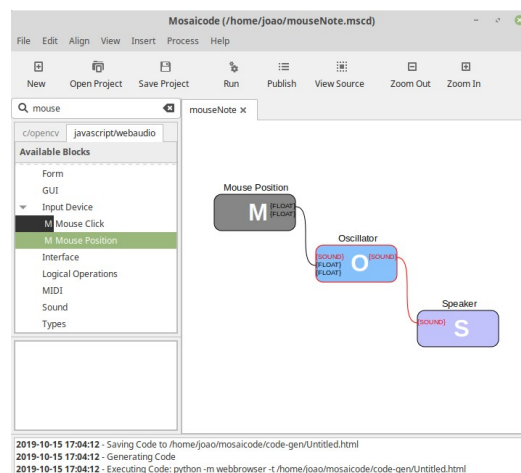 Mosaicode (/home/joao/mouseNote.mscd)
File Edit Align View Insert Process Help
New Open Project Save Project Run Publish View Source Zoom Out Zoom In
mouse
mouseNote ×
c/opencv javascript/webaudio
Available Blocks
Form
GUI
Input Device
M Mouse Click
M Mouse Position
Interface
Logical Operations
MIDI
Sound
Types
Mouse Position
M
[FLOAT]
[FLOAT]
Oscillator
[SOUND]
[FLOAT]
[FLOAT]
O
[SOUND]
Speaker
[SOUND]
S
2019-10-15 17:04:12 - Saving Code to /home/joao/mosaicode/code-gen/Untitled.html
2019-10-15 17:04:12 - Generating Code
2019-10-15 17:04:12 - Executing Code: python -m webbrowser -t /home/joao/mosaicode/code-gen/Untitled.html